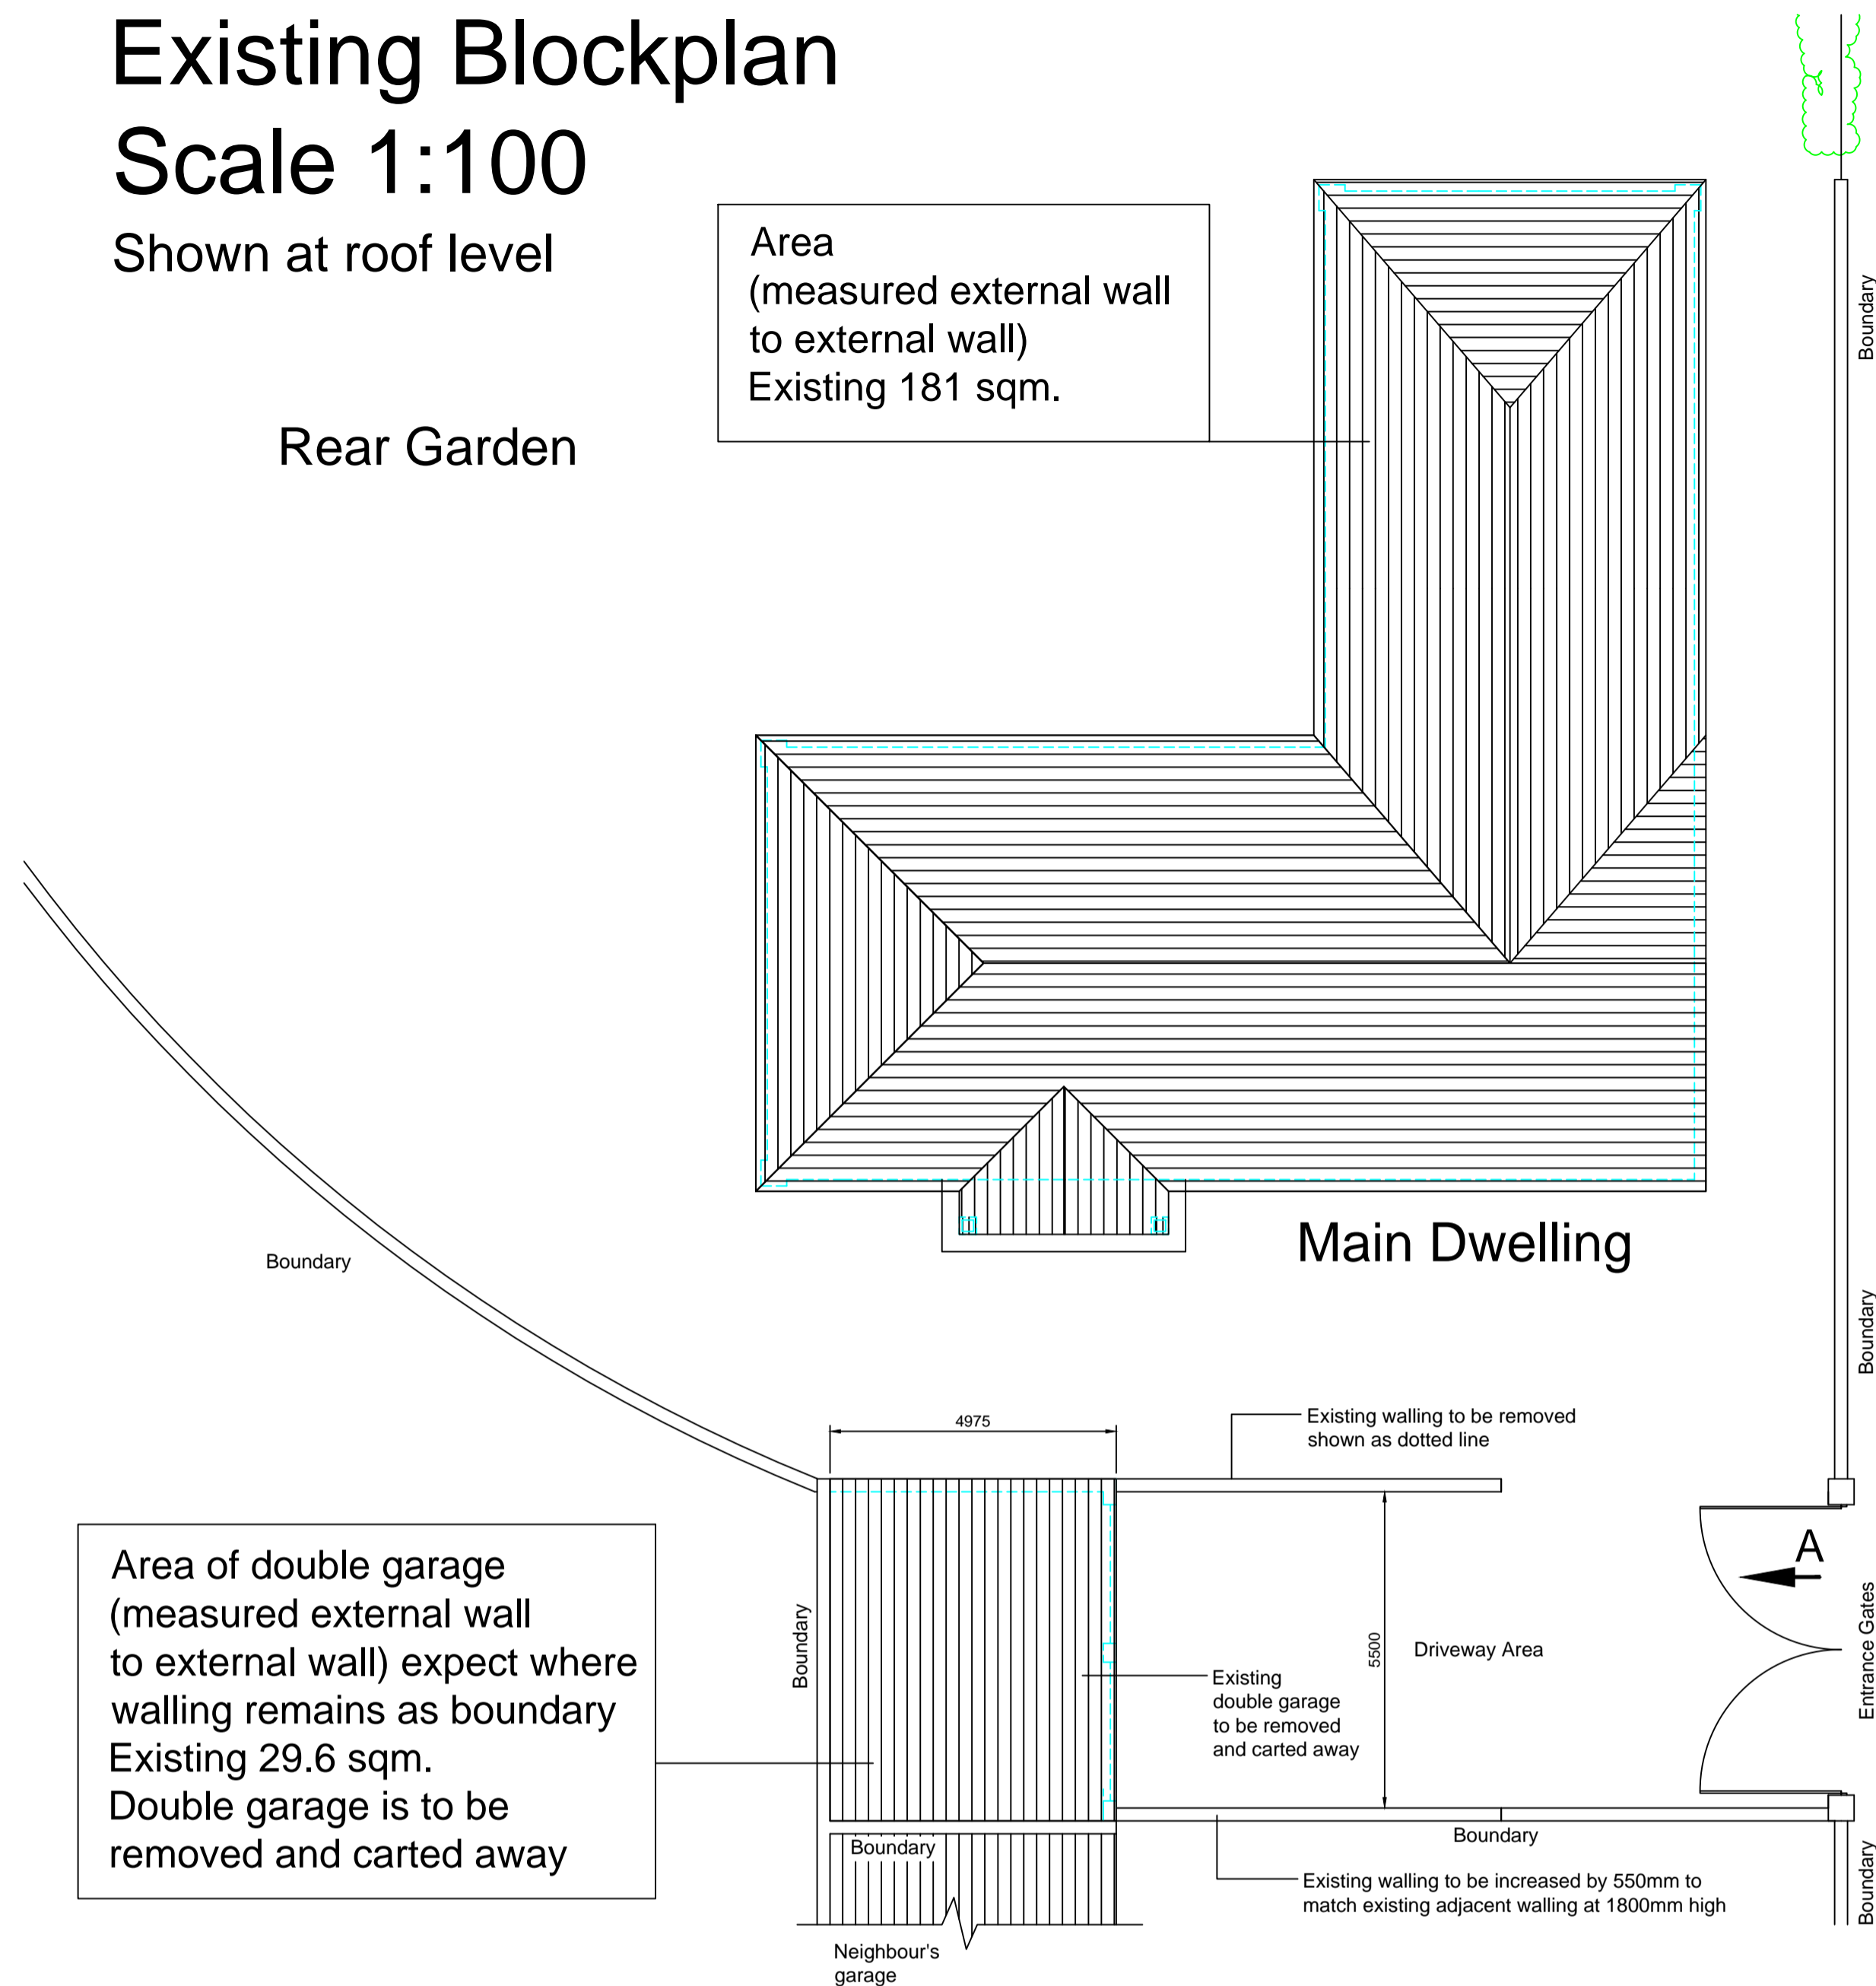 Existing Blockplan
Scale 1:100
Shown at roof level
Area
(measured external wall
to external wall)
Existing 181 sqm.
Rear Garden
Boundary
Main Dwelling
Boundary
Boundary
4975
Existing walling to be removed
shown as dotted line
Area of double garage
(measured external wall
to external wall) expect where
walling remains as boundary
Existing 29.6 sqm.
Double garage is to be
removed and carted away
Boundary
Existing
double garage
to be removed
and carted away
5500
Driveway Area
A
Entrance Gates
Boundary
Boundary
Boundary
Existing walling to be increased by 550mm to
match existing adjacent walling at 1800mm high
Neighbour's
garage